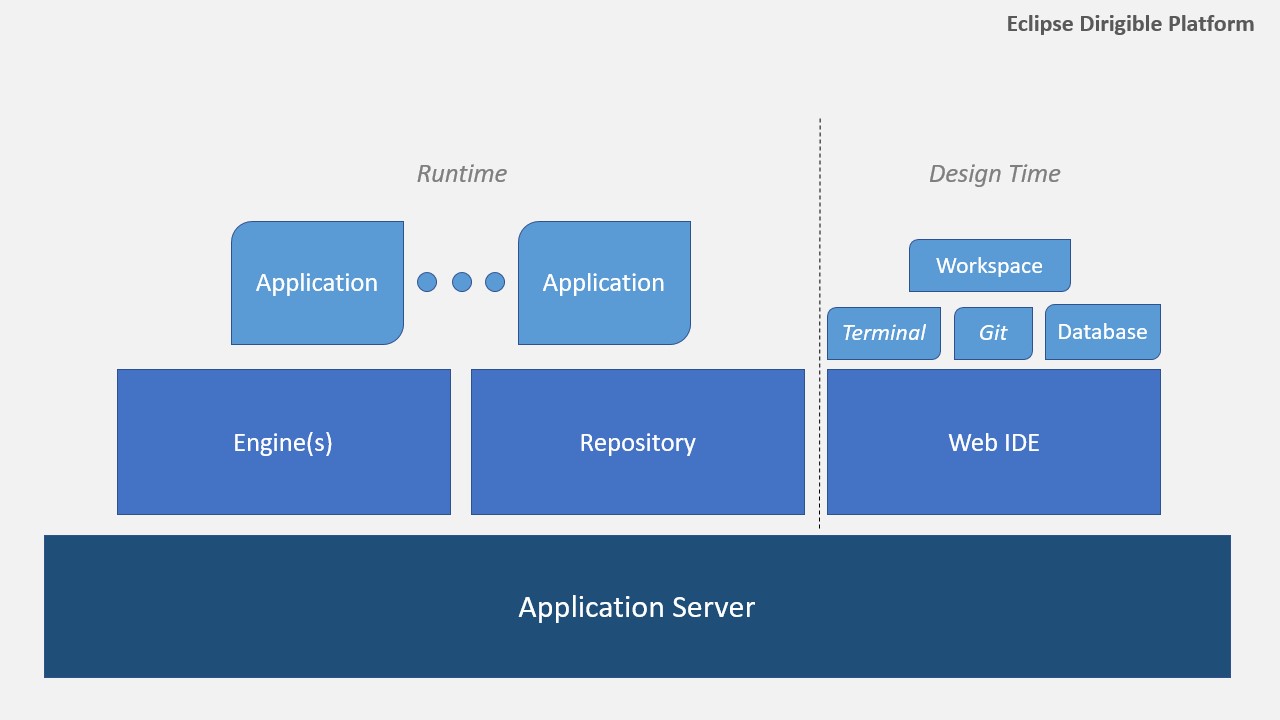 Eclipse Dirigible Platform
Runtime
Design Time
Application
Application
Workspace
Terminal
Git
Database
Engine(s)
Repository
Web IDE
Application Server